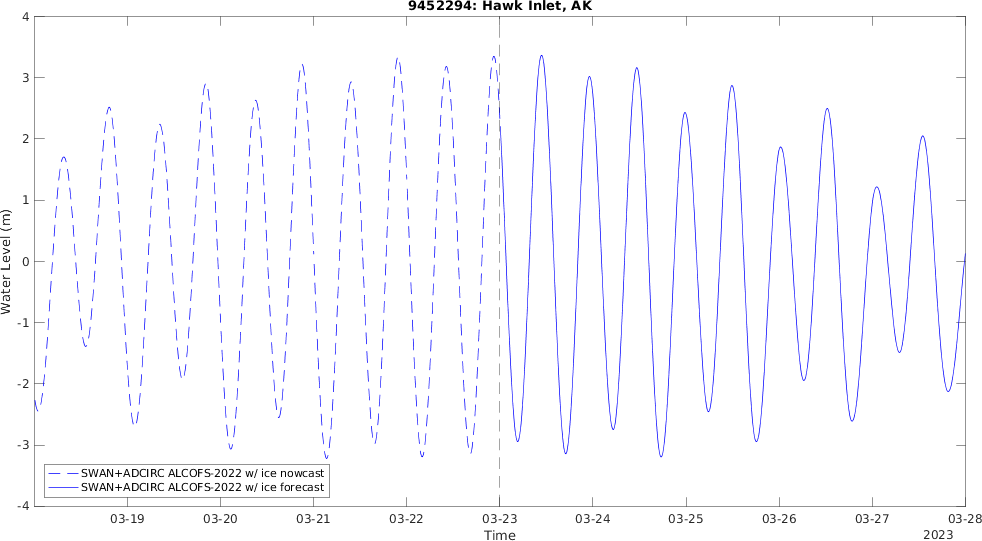 9452294: Hawk Inlet, AK
4
3
2
1
0
-1
-2
-3
-4
Water Level (m)
SWAN+ADCIRC ALCOFS-2022 w/ ice nowcast
SWAN+ADCIRC ALCOFS-2022 w/ ice forecast
03-19 03-20 03-21 03-22 03-23 03-24 03-25 03-26 03-27 03-28
Time
2023